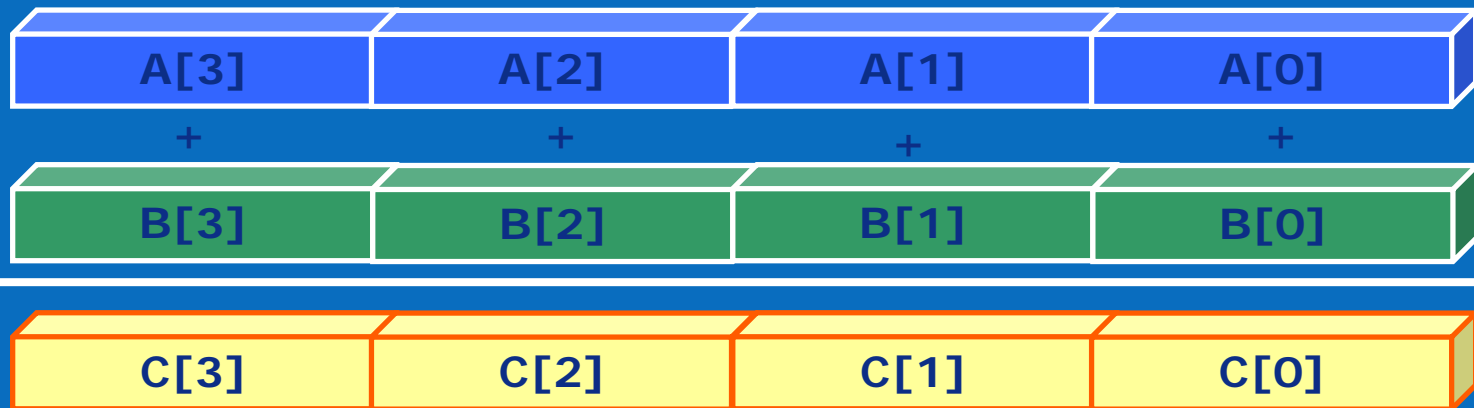 A[3] A[2] A[1] A[0]
+ + + +
B[3] B[2] B[1] B[0]
C[3] C[2] C[1] C[0]